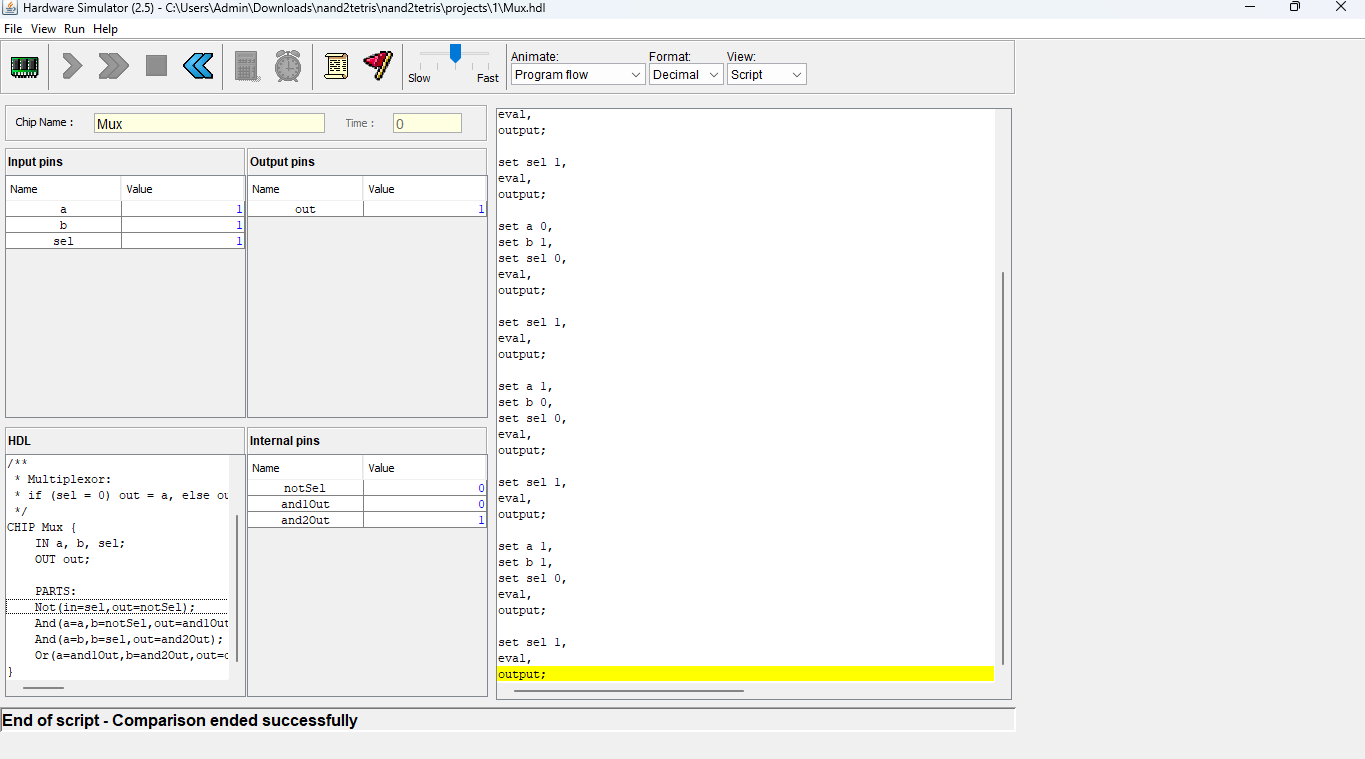 Hardware Simulator (2.5) - C:\Users\Admin\Downloads\nand2tetris\nand2tetris\projects\1\Mux.hdl
File View Run Help
Slow Fast
Animate: Format: View:
Program flow Decimal Script
Chip Name : Mux Time : 0
Input pins
Name Value
a 1
b 1
sel 1
Output pins
Name Value
out 1
HDL
/**
* Multiplexor:
* if (sel = 0) out = a, else ou
*/
CHIP Mux {
IN a, b, sel;
OUT out;
PARTS:
Not(in=sel,out=notSel);
And(a=a,b=notSel,out=and1Out
And(a=b,b=sel,out=and2Out);
Or(a=and1Out,b=and2Out,out=o
}
Internal pins
Name Value
notSel 0
and1Out 0
and2Out 1
eval,
output;
set sel 1,
eval,
output;
set a 0,
set b 1,
set sel 0,
eval,
output;
set sel 1,
eval,
output;
set a 1,
set b 0,
set sel 0,
eval,
output;
set sel 1,
eval,
output;
set a 1,
set b 1,
set sel 0,
eval,
output;
set sel 1,
eval,
output;
End of script - Comparison ended successfully